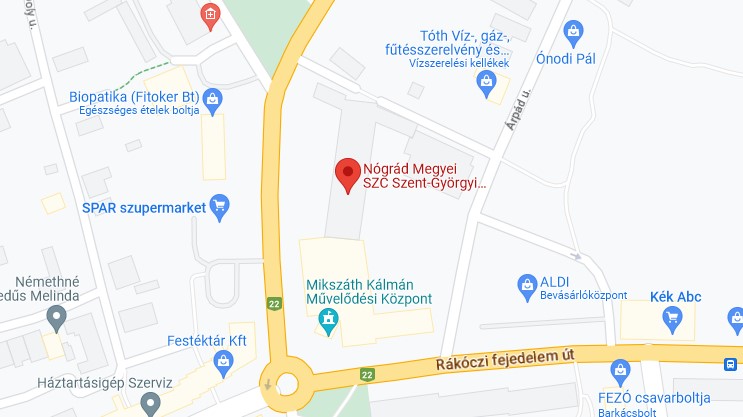 oly u.
Tóth Víz-, gáz-,
fűtésszerelvény és...
Vízszerelési kellékek
Ónodi Pál
Biopatika (Fitoker Bt)
Egészséges ételek boltja
Árpád u.
Nógrád Megyei
SZC Szent-Györgyi...
SPAR szupermarket
Némethné
edűs Melinda
Mikszáth Kálmán
Művelődési Központ
ALDI
Bevásárlóközpont
Kék Abc
22
Festéktár Kft
Rákóczi fejedelem út
22
Háztartásigép Szerviz
FEZÓ csavarboltja
Barkácsbolt